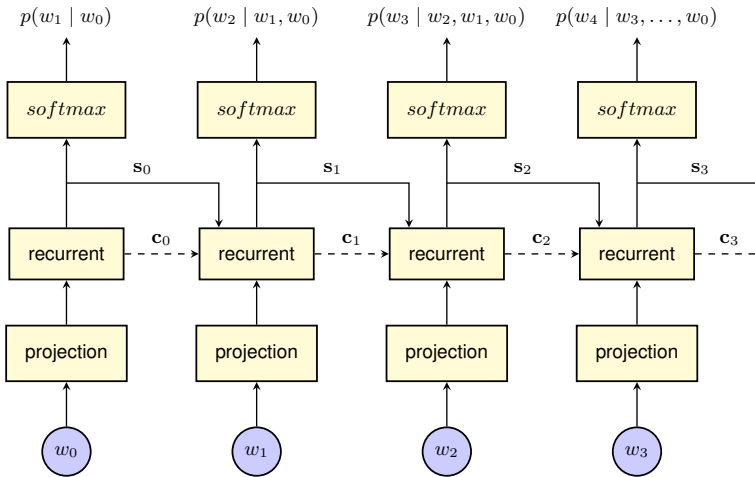 p(w₁ | w₀) p(w₂ | w₁, w₀) p(w₃ | w₂, w₁, w₀) p(w₄ | w₃, . . . , w₀)
softmax softmax softmax softmax
s₀ s₁ s₂ s₃
recurrent c₀ recurrent c₁ recurrent c₂ recurrent c₃
projection projection projection projection
w₀ w₁ w₂ w₃